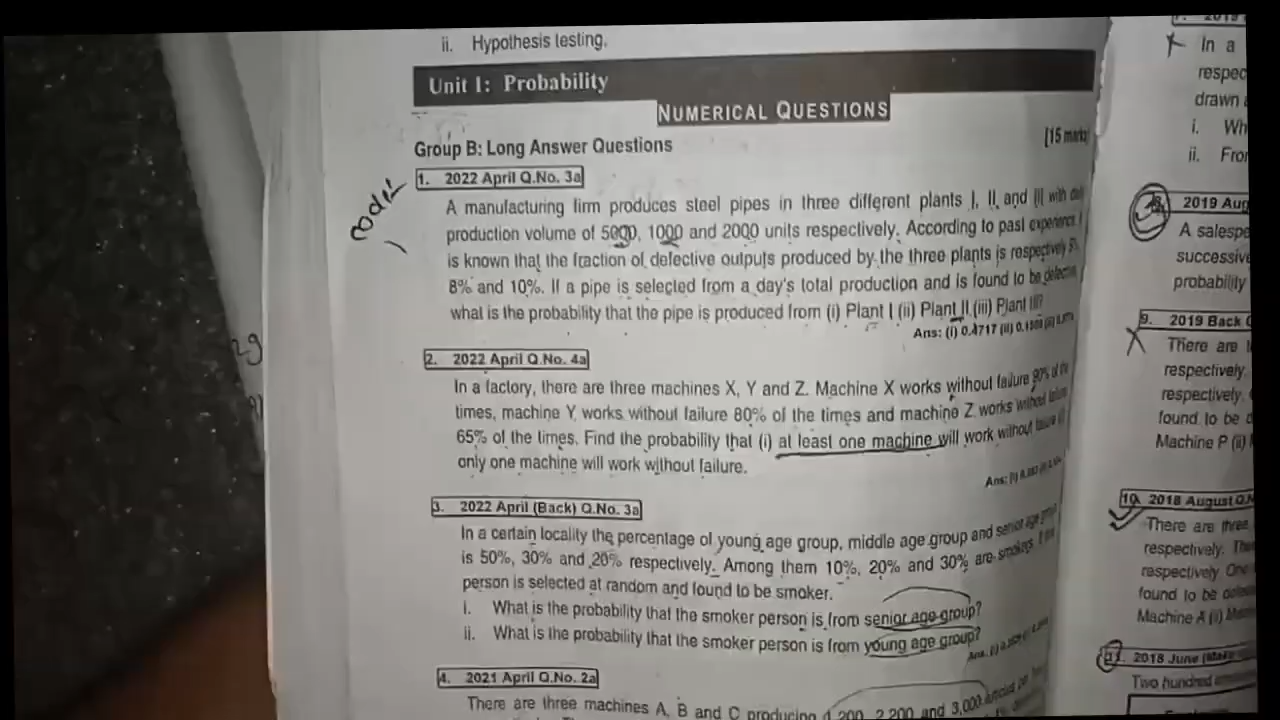 ii. Hypothesis testing.
Unit 1: Probability
NUMERICAL QUESTIONS
Group B: Long Answer Questions
[15 marks]
1. 2022 April Q.No. 3a
A manufacturing firm produces steel pipes in three different plants I, II, and III with daily
production volume of 5000, 1000 and 2000 units respectively. According to past experience, it
is known that the fraction of defective outputs produced by the three plants is respectively 5%,
8% and 10%. If a pipe is selected from a day's total production and is found to be defective,
what is the probability that the pipe is produced from (i) Plant I (ii) Plant II (iii) Plant III?
Ans: (i) 0.4717 (ii)
2. 2022 April Q.No. 4a
In a factory, there are three machines X, Y and Z. Machine X works without failure 90% of the
times, machine Y works without failure 80% of the times and machine Z works without failure
65% of the times. Find the probability that (i) at least one machine will work without failure (ii)
only one machine will work without failure.
Ans: (i)
3. 2022 April (Back) Q.No. 3a
In a certain locality the percentage of young age group, middle age group and senior age group
is 50%, 30% and 20% respectively. Among them 10%, 20% and 30% are smokers. If
person is selected at random and found to be smoker.
i. What is the probability that the smoker person is from senior age group?
ii. What is the probability that the smoker person is from young age group?
Ans.
4. 2021 April Q.No. 2a
There are three machines A, B and C producing 200, 2,200 and 3,000
In a
respec
drawn
i. Wh
ii. Fror
2019 Aug
A salespe
successive
probability
9. 2019 Back
There are
respectively.
respectively.
found to be d
Machine P (ii)
10. 2018 August Q.N
There are three
respectively. The
respectively. One
found to be
Machine A (i)
11. 2018 June (Make
Two hundred